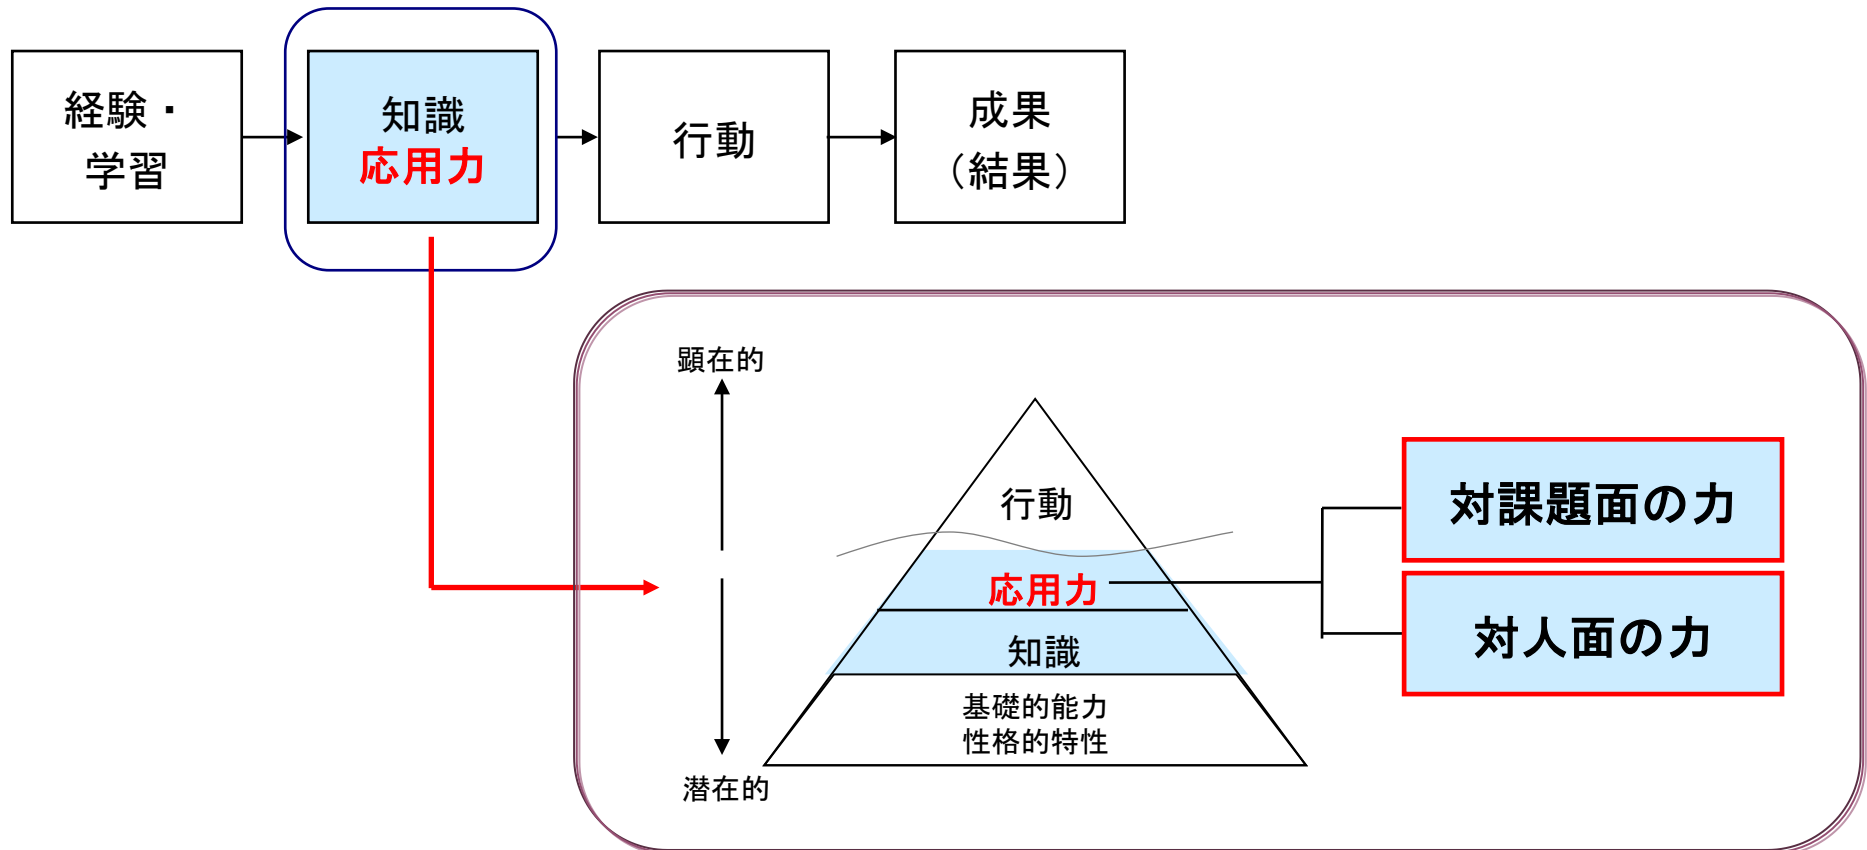 経験・
学習
知識
応用力
行動
成果
（結果）
顕在的
行動
応用力
知識
基礎的能力
性格的特性
潜在的
対課題面の力
対人面の力